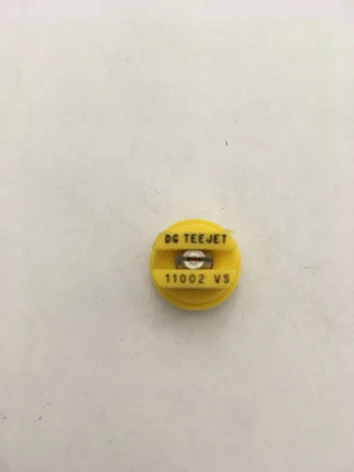 DG TEEJET
11002 VS